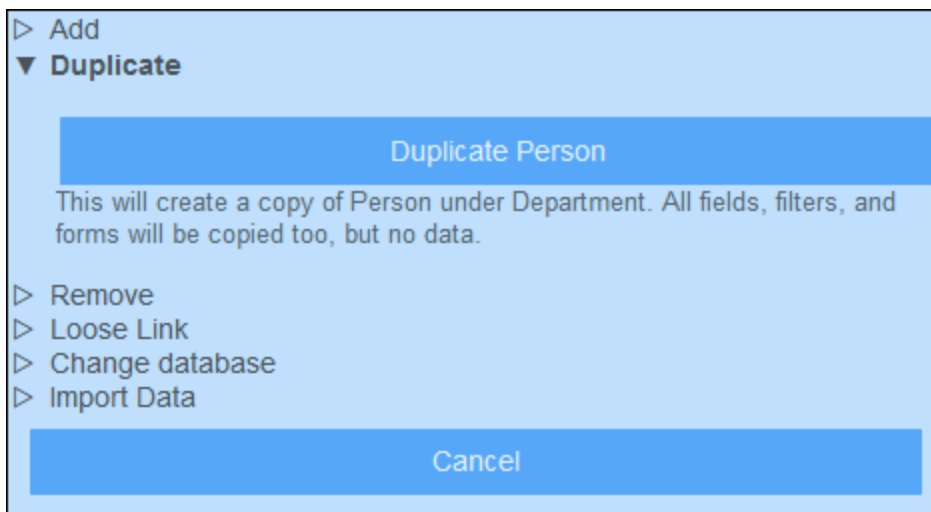 Add
Duplicate
Duplicate Person
This will create a copy of Person under Department. All fields, filters, and
forms will be copied too, but no data.
Remove
Loose Link
Change database
Import Data
Cancel